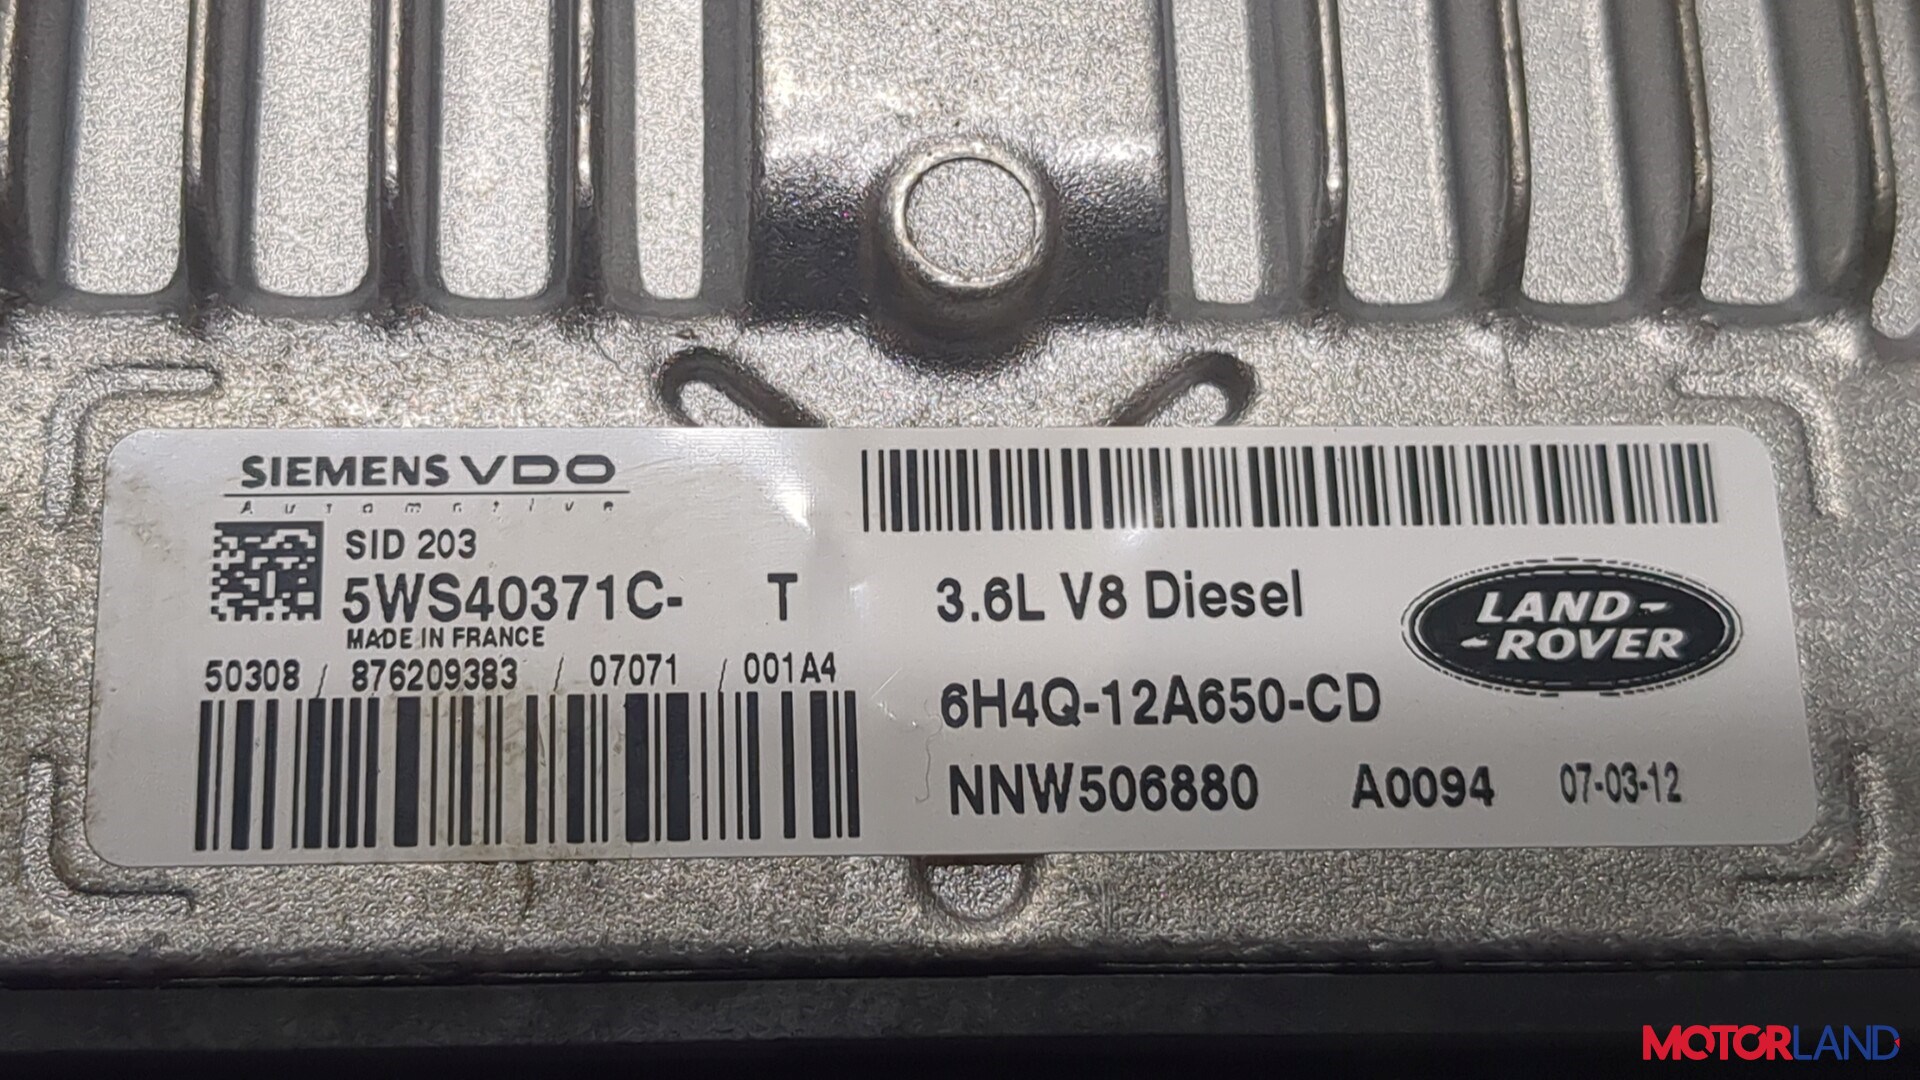 SIEMENS VDO
Automotive
SID 203
5WS40371C- T
MADE IN FRANCE
50308 / 876209383 / 07071 / 001A4
3.6L V8 Diesel
LAND-
-ROVER
6H4Q-12A650-CD
NNW506880 A0094 07-03-12
MOTORLAND